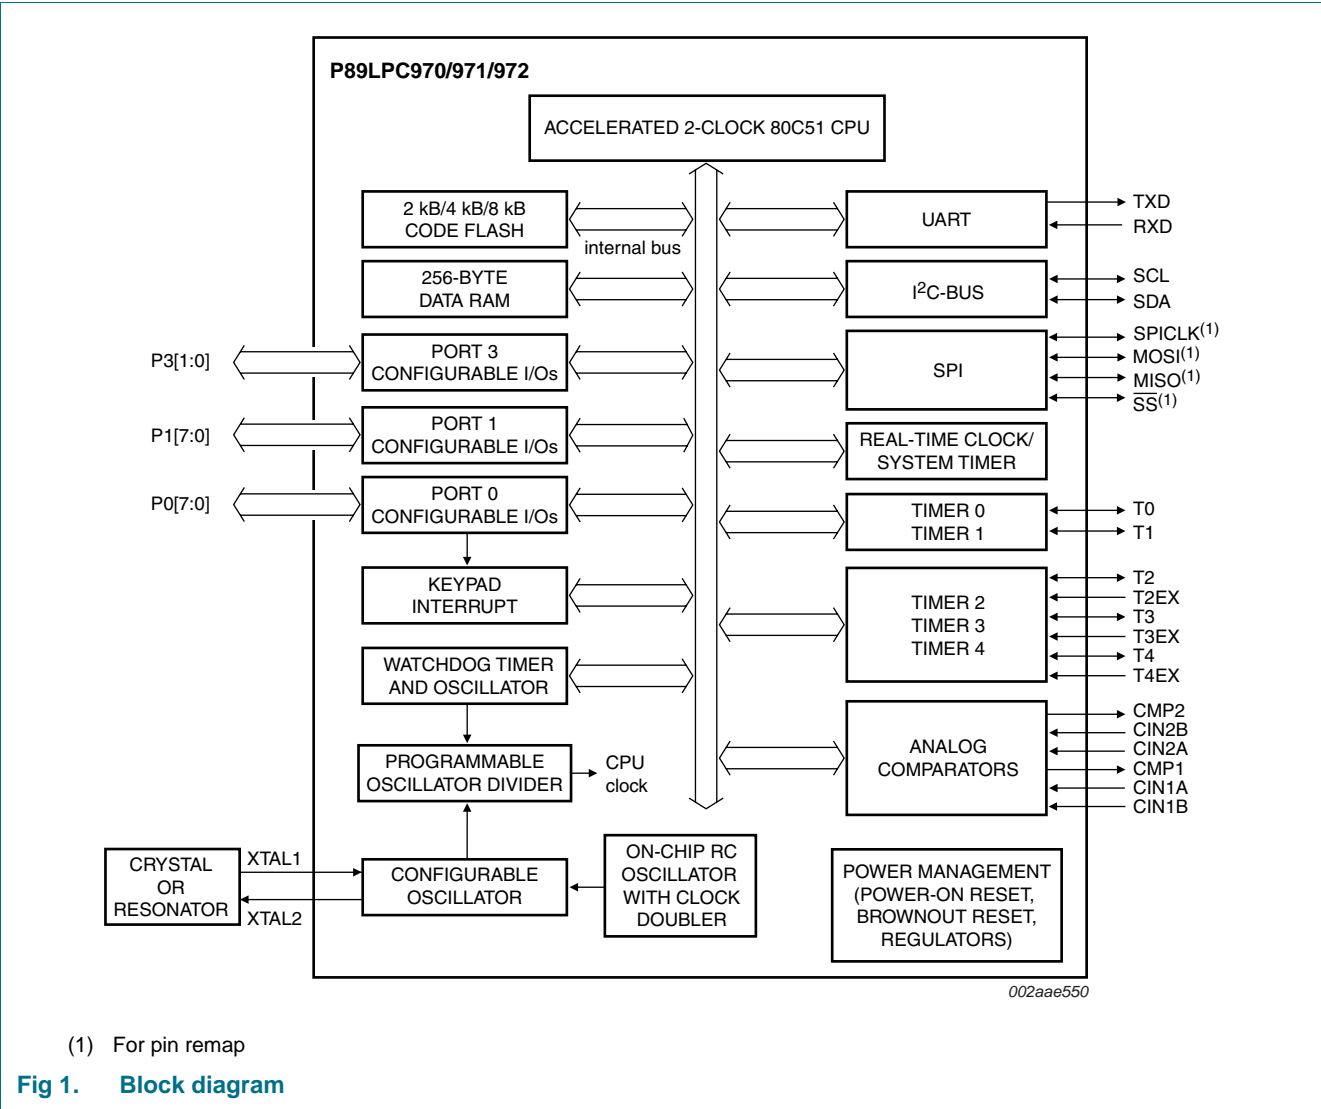 P89LPC970/971/972
ACCELERATED 2-CLOCK 80C51 CPU
2 kB/4 kB/8 kB
CODE FLASH
internal bus
256-BYTE
DATA RAM
P3[1:0]
PORT 3
CONFIGURABLE I/Os
P1[7:0]
PORT 1
CONFIGURABLE I/Os
P0[7:0]
PORT 0
CONFIGURABLE I/Os
KEYPAD
INTERRUPT
WATCHDOG TIMER
AND OSCILLATOR
PROGRAMMABLE
OSCILLATOR DIVIDER
CPU
clock
CRYSTAL
OR
RESONATOR
XTAL1
XTAL2
CONFIGURABLE
OSCILLATOR
ON-CHIP RC
OSCILLATOR
WITH CLOCK
DOUBLER
UART
TXD
RXD
I²C-BUS
SCL
SDA
SPI
SPICLK(1)
MOSI(1)
MISO(1)
SS(1)
REAL-TIME CLOCK/
SYSTEM TIMER
TIMER 0
TIMER 1
T0
T1
TIMER 2
TIMER 3
TIMER 4
T2
T2EX
T3
T3EX
T4
T4EX
ANALOG
COMPARATORS
CMP2
CIN2B
CIN2A
CMP1
CIN1A
CIN1B
POWER MANAGEMENT
(POWER-ON RESET,
BROWNOUT RESET,
REGULATORS)
002aae550
(1) For pin remap
Fig 1. Block diagram